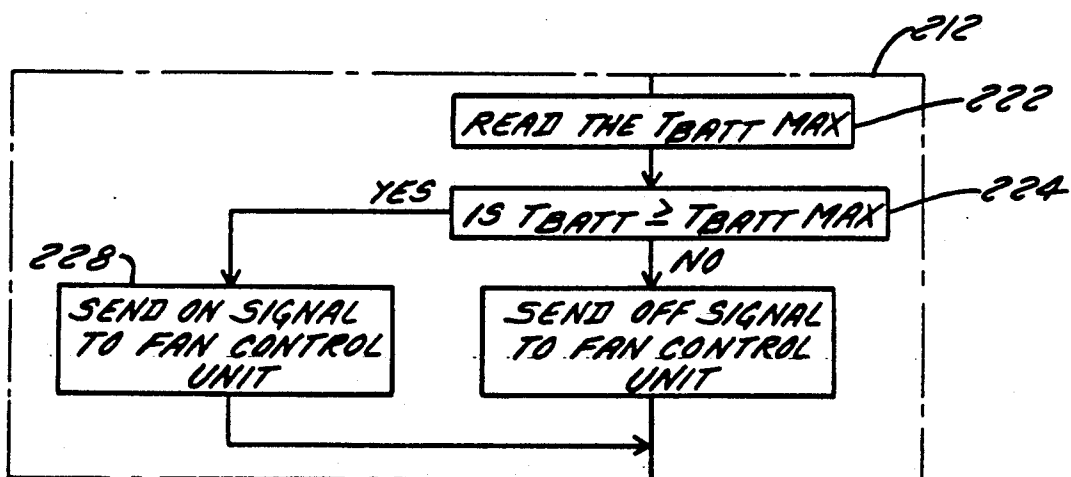 212
READ THE TBATT MAX
222
YES
IS TBATT ≥ TBATT MAX
224
NO
228
SEND ON SIGNAL
TO FAN CONTROL
UNIT
SEND OFF SIGNAL
TO FAN CONTROL
UNIT